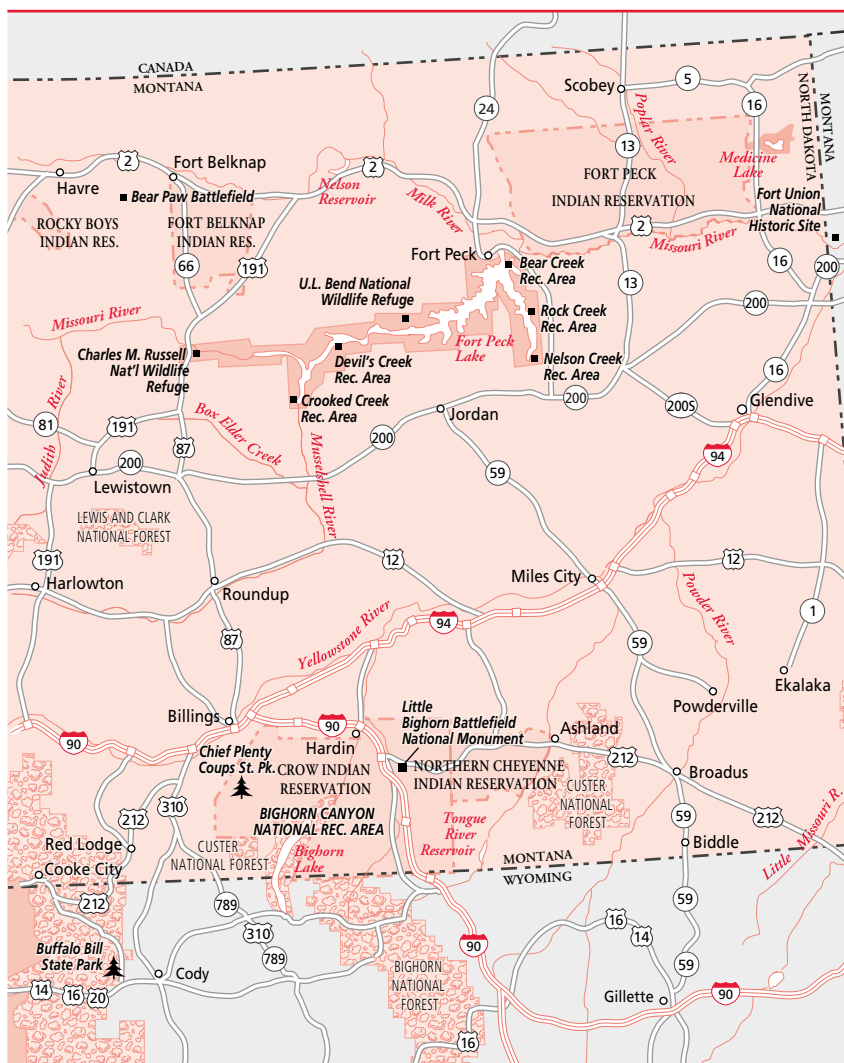 CANADA
MONTANA
Scobey
5
16
24
Poplar River
13
MONTANA
NORTH DAKOTA
2
Fort Belknap
Havre
Bear Paw Battlefield
2
Nelson
Reservoir
Milk River
FORT PECK
INDIAN RESERVATION
Medicine
Lake
Fort Union
National
Historic Site
ROCKY BOYS
INDIAN RES.
FORT BELKNAP
INDIAN RES.
2
Missouri River
66
191
Fort Peck
Bear Creek
Rec. Area
16
200
13
U.L. Bend National
Wildlife Refuge
Missouri River
Rock Creek
Rec. Area
200
Fort Peck
Lake
Charles M. Russell
Nat'l Wildlife
Refuge
Devil's Creek
Rec. Area
Nelson Creek
Rec. Area
16
Crooked Creek
Rec. Area
Judith River
81
191
Box Elder Creek
Jordan
200
200S
Glendive
87
200
200
Lewistown
Musselshell River
94
59
LEWIS AND CLARK
NATIONAL FOREST
191
12
12
Harlowton
Roundup
Miles City
Powder River
1
87
Yellowstone River
94
59
Ekalaka
Powderville
Billings
90
90
Hardin
Little
Bighorn Battlefield
National Monument
Ashland
Chief Plenty
Coups St. Pk.
CROW INDIAN
RESERVATION
NORTHERN CHEYENNE
INDIAN RESERVATION
212
Broadus
CUSTER
NATIONAL
FOREST
310
212
BIGHORN CANYON
NATIONAL REC. AREA
Tongue
River
Reservoir
59
212
Little Missouri R.
Red Lodge
CUSTER
NATIONAL FOREST
Bighorn
Lake
Biddle
MONTANA
WYOMING
Cooke City
212
789
59
16
14
310
90
Buffalo Bill
State Park
789
59
Cody
BIGHORN
NATIONAL
FOREST
14
16
20
Gillette
90
16